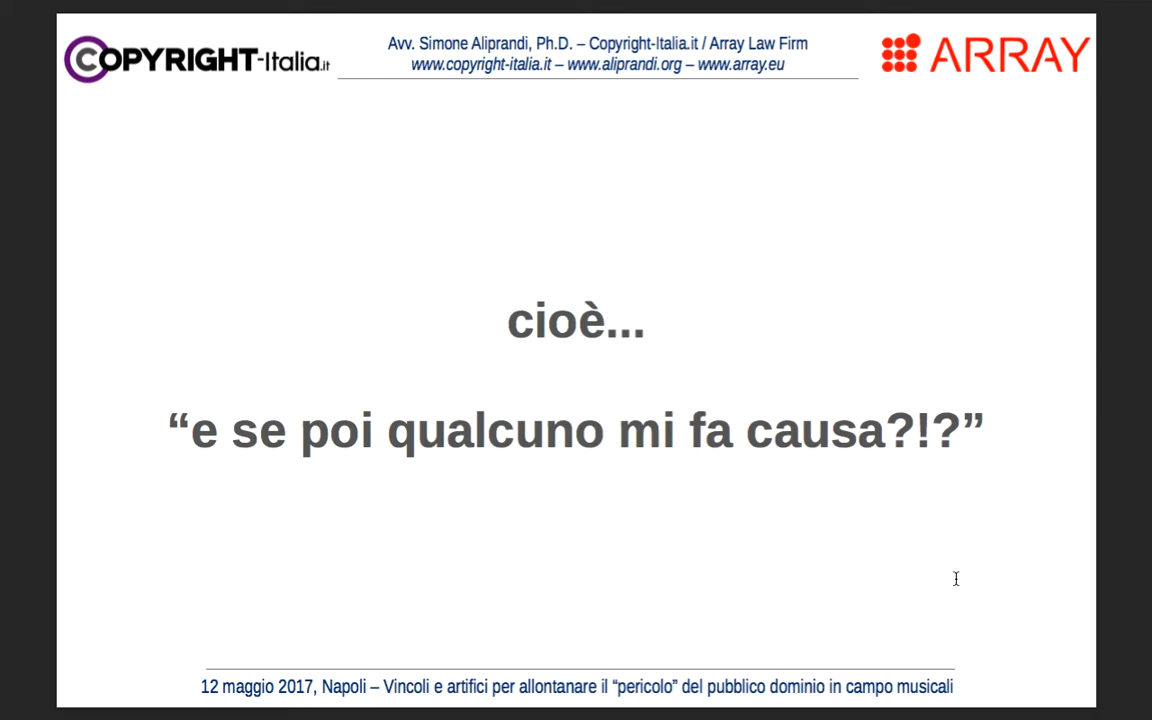 COPYRIGHT-Italia.it
Avv. Simone Aliprandi, Ph.D. – Copyright-Italia.it / Array Law Firm
www.copyright-italia.it – www.aliprandi.org – www.array.eu
ARRAY
cioè...
“e se poi qualcuno mi fa causa?!?”
12 maggio 2017, Napoli – Vincoli e artifici per allontanare il “pericolo” del pubblico dominio in campo musicali